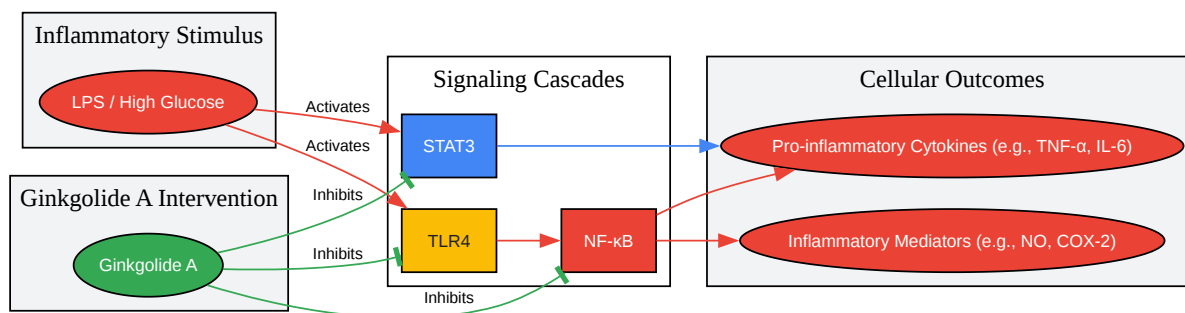 Inflammatory Stimulus
LPS / High Glucose
Activates
Activates
Ginkgolide A Intervention
Ginkgolide A
Inhibits
Inhibits
Inhibits
Signaling Cascades
STAT3
TLR4
NF-κB
Cellular Outcomes
Pro-inflammatory Cytokines (e.g., TNF-α, IL-6)
Inflammatory Mediators (e.g., NO, COX-2)